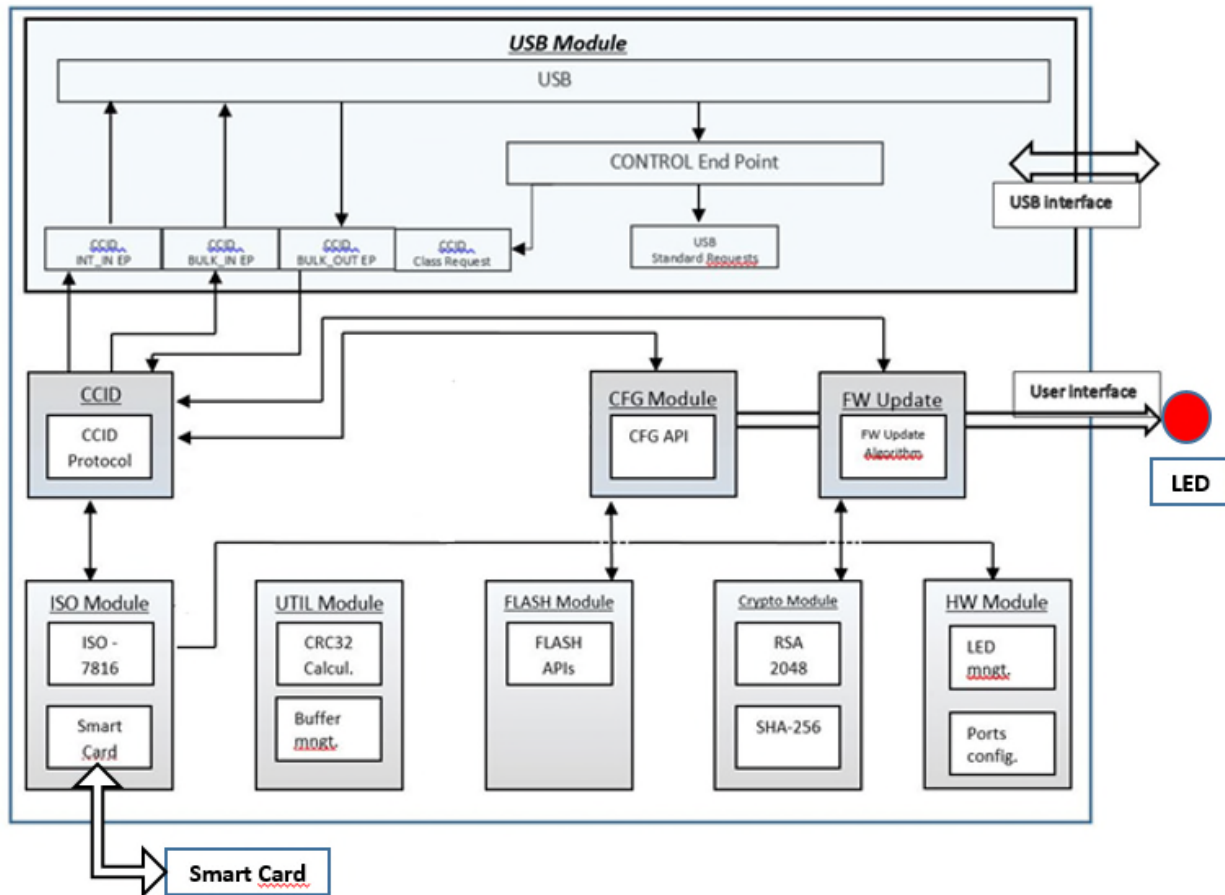 USB Module
USB
CONTROL End Point
USB interface
CCID
INT_IN EP
CCID
BULK_IN EP
CCID
BULK_OUT EP
CCID
Class Request
USB
Standard Requests
CCID
CCID
Protocol
CFG Module
CFG API
FW Update
FW Update
Algorithm
User interface
LED
ISO Module
ISO -
7816
Smart
Card
UTIL Module
CRC32
Calcul.
Buffer
mngt.
FLASH Module
FLASH
APIs
Crypto Module
RSA
2048
SHA-256
HW Module
LED
mngt.
Ports
config.
Smart Card